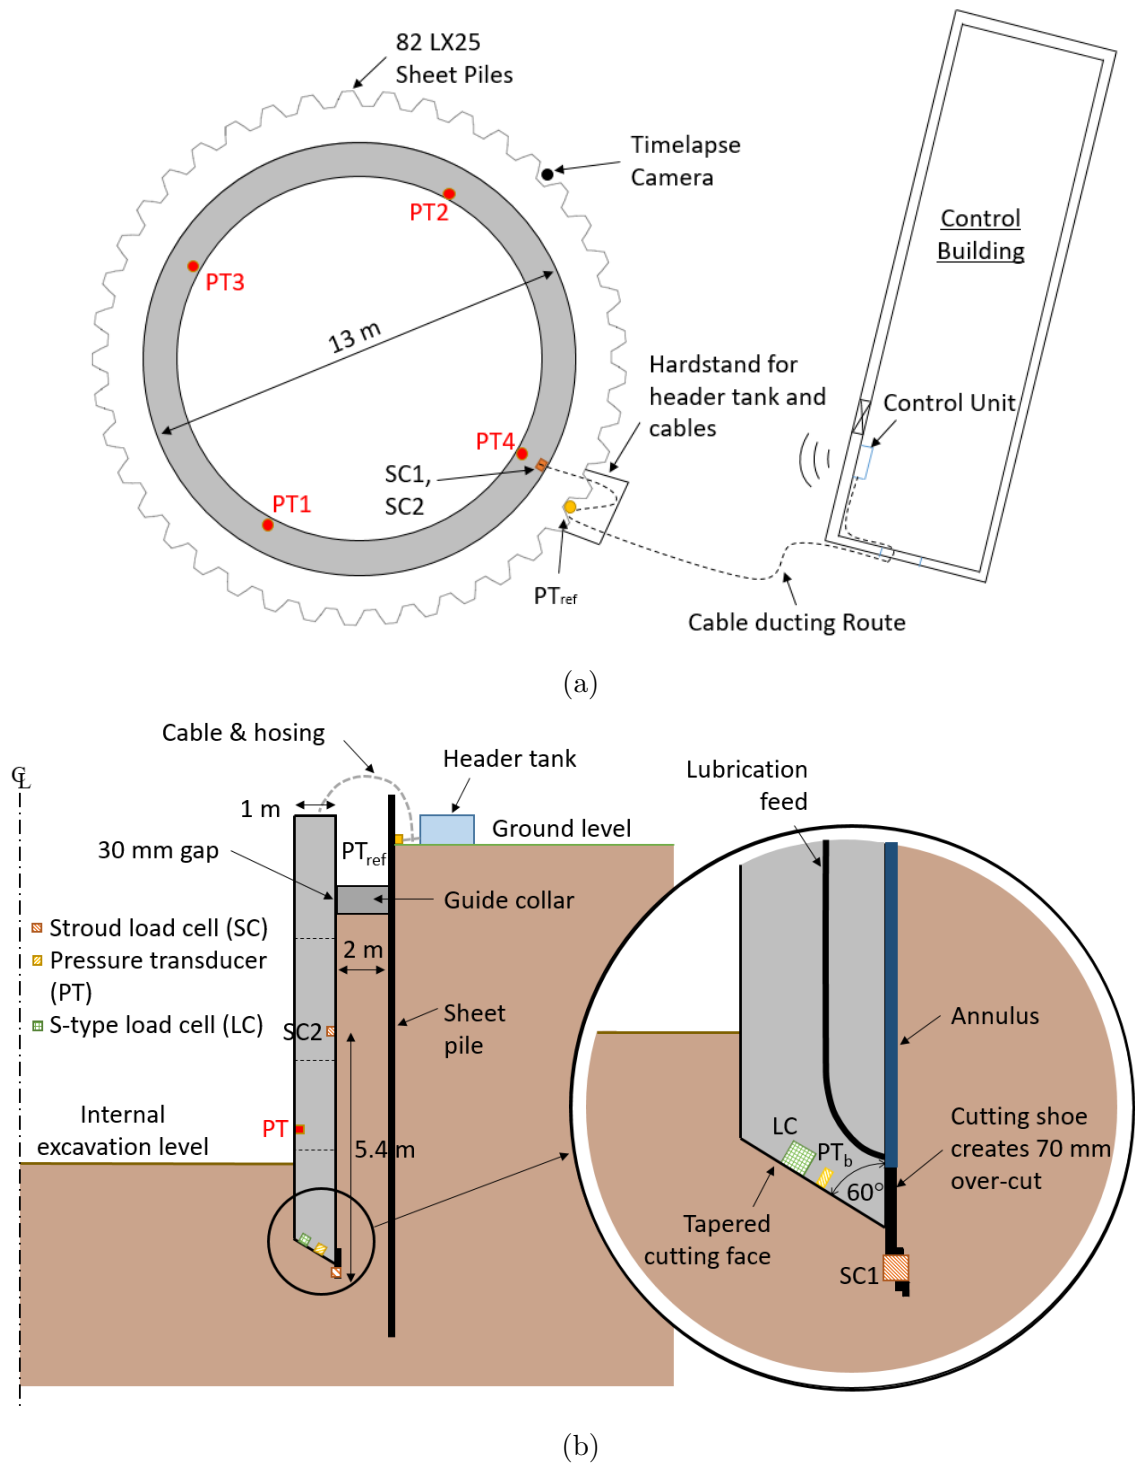 82 LX25
Sheet Piles
Timelapse
Camera
PT2
Control
Building
PT3
13 m
Hardstand for
header tank and
cables
Control Unit
PT4
SC1,
SC2
PT1
PTref
Cable ducting Route
(a)
Cable & hosing
Header tank
Lubrication
feed
℄
1 m
Ground level
30 mm gap
PTref
Guide collar
Stroud load cell (SC)
Pressure transducer
(PT)
S-type load cell (LC)
2 m
SC2
Sheet
pile
Annulus
Internal
excavation level
PT
5.4 m
LC
PTb
60°
Cutting shoe
creates 70 mm
over-cut
Tapered
cutting face
SC1
(b)